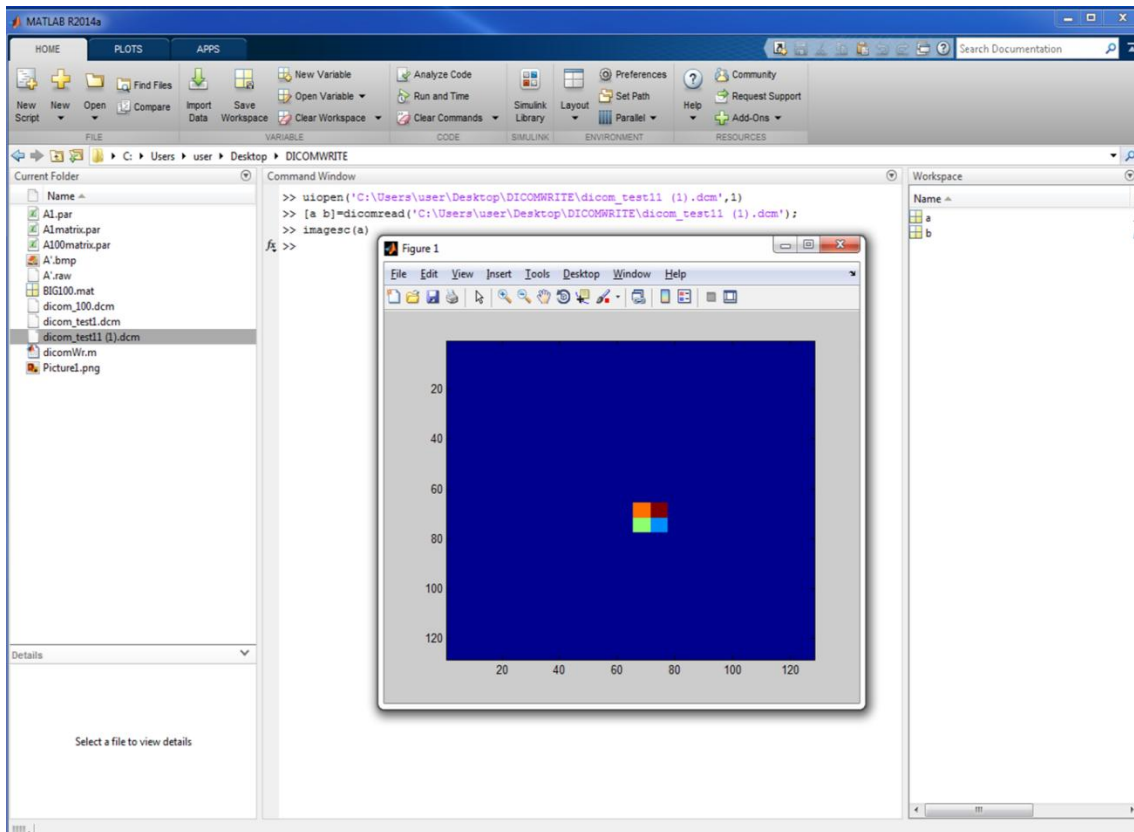 MATLAB R2014a
HOME PLOTS APPS
Search Documentation
New Script
New
Open
Find Files
Compare
Import Data
Save Workspace
New Variable
Open Variable
Clear Workspace
Analyze Code
Run and Time
Clear Commands
Simulink Library
Layout
Preferences
Set Path
Parallel
Help
Community
Request Support
Add-Ons
FILE VARIABLE CODE SIMULINK ENVIRONMENT RESOURCES
C: Users user Desktop DICOMWRITE
Current Folder
Name
A1.par
A1matrix.par
A100matrix.par
A'.bmp
A'.raw
BIG100.mat
dicom_100.dcm
dicom_test1.dcm
dicom_test11 (1).dcm
dicomWr.m
Picture1.png
Details
Select a file to view details
Command Window
>> uiopen('C:\Users\user\Desktop\DICOMWRITE\dicom_test11 (1).dcm',1)
>> [a b]=dicomread('C:\Users\user\Desktop\DICOMWRITE\dicom_test11 (1).dcm');
>> imagesc(a)
fx >>
Figure 1
File Edit View Insert Tools Desktop Window Help
20
40
60
80
100
120
20 40 60 80 100 120
Workspace
Name
a
b